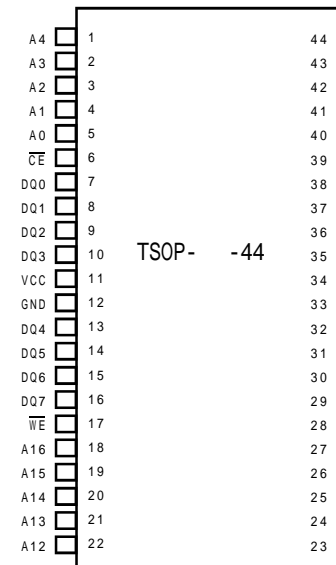 A4 1 44
A3 2 43
A2 3 42
A1 4 41
A0 5 40
C̅E̅ 6 39
DQ0 7 38
DQ1 8 37
DQ2 9 36
DQ3 10 TSOP- -44 35
VCC 11 34
GND 12 33
DQ4 13 32
DQ5 14 31
DQ6 15 30
DQ7 16 29
W̅E̅ 17 28
A16 18 27
A15 19 26
A14 20 25
A13 21 24
A12 22 23